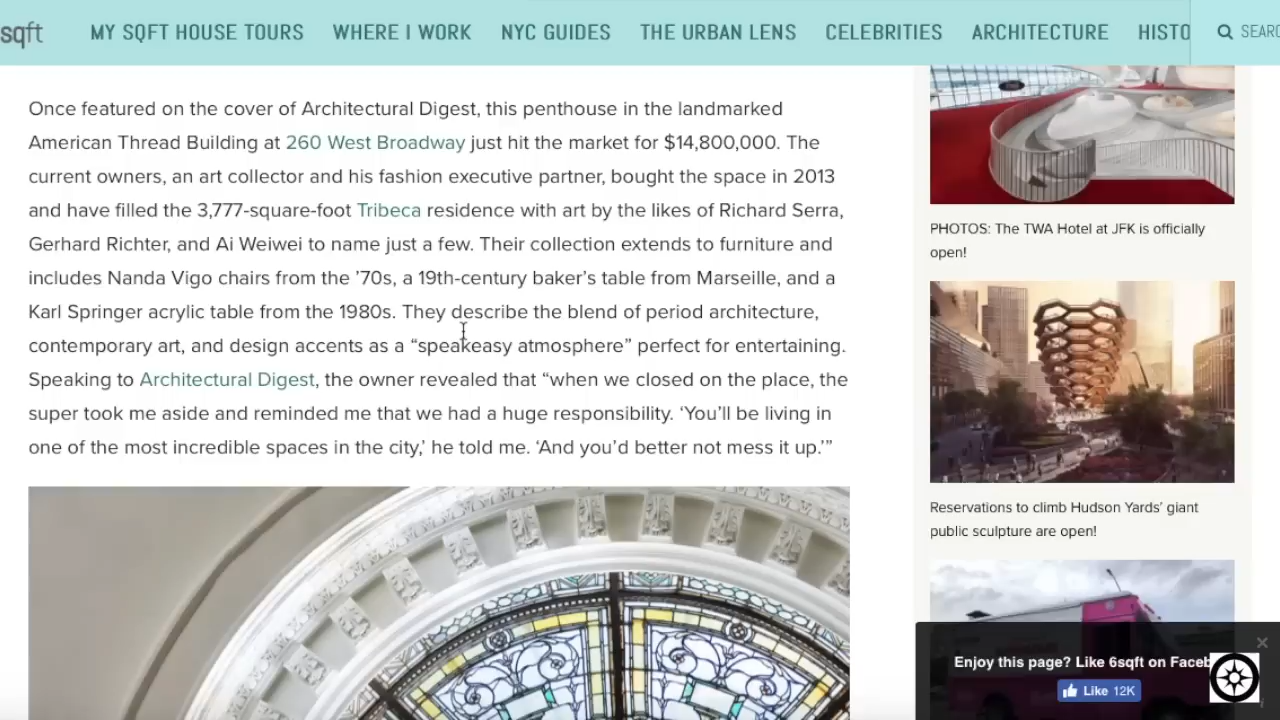 sqft
MY SQFT HOUSE TOURS WHERE I WORK NYC GUIDES THE URBAN LENS CELEBRITIES ARCHITECTURE HISTO SEARC
Once featured on the cover of Architectural Digest, this penthouse in the landmarked
American Thread Building at 260 West Broadway just hit the market for $14,800,000. The
current owners, an art collector and his fashion executive partner, bought the space in 2013
and have filled the 3,777-square-foot Tribeca residence with art by the likes of Richard Serra,
Gerhard Richter, and Ai Weiwei to name just a few. Their collection extends to furniture and
includes Nanda Vigo chairs from the ’70s, a 19th-century baker’s table from Marseille, and a
Karl Springer acrylic table from the 1980s. They describe the blend of period architecture,
contemporary art, and design accents as a “speakeasy atmosphere” perfect for entertaining.
Speaking to Architectural Digest, the owner revealed that “when we closed on the place, the
super took me aside and reminded me that we had a huge responsibility. ‘You’ll be living in
one of the most incredible spaces in the city,’ he told me. ‘And you’d better not mess it up.’”
PHOTOS: The TWA Hotel at JFK is officially
open!
Reservations to climb Hudson Yards’ giant
public sculpture are open!
Enjoy this page? Like 6sqft on Faceb
Like 12K